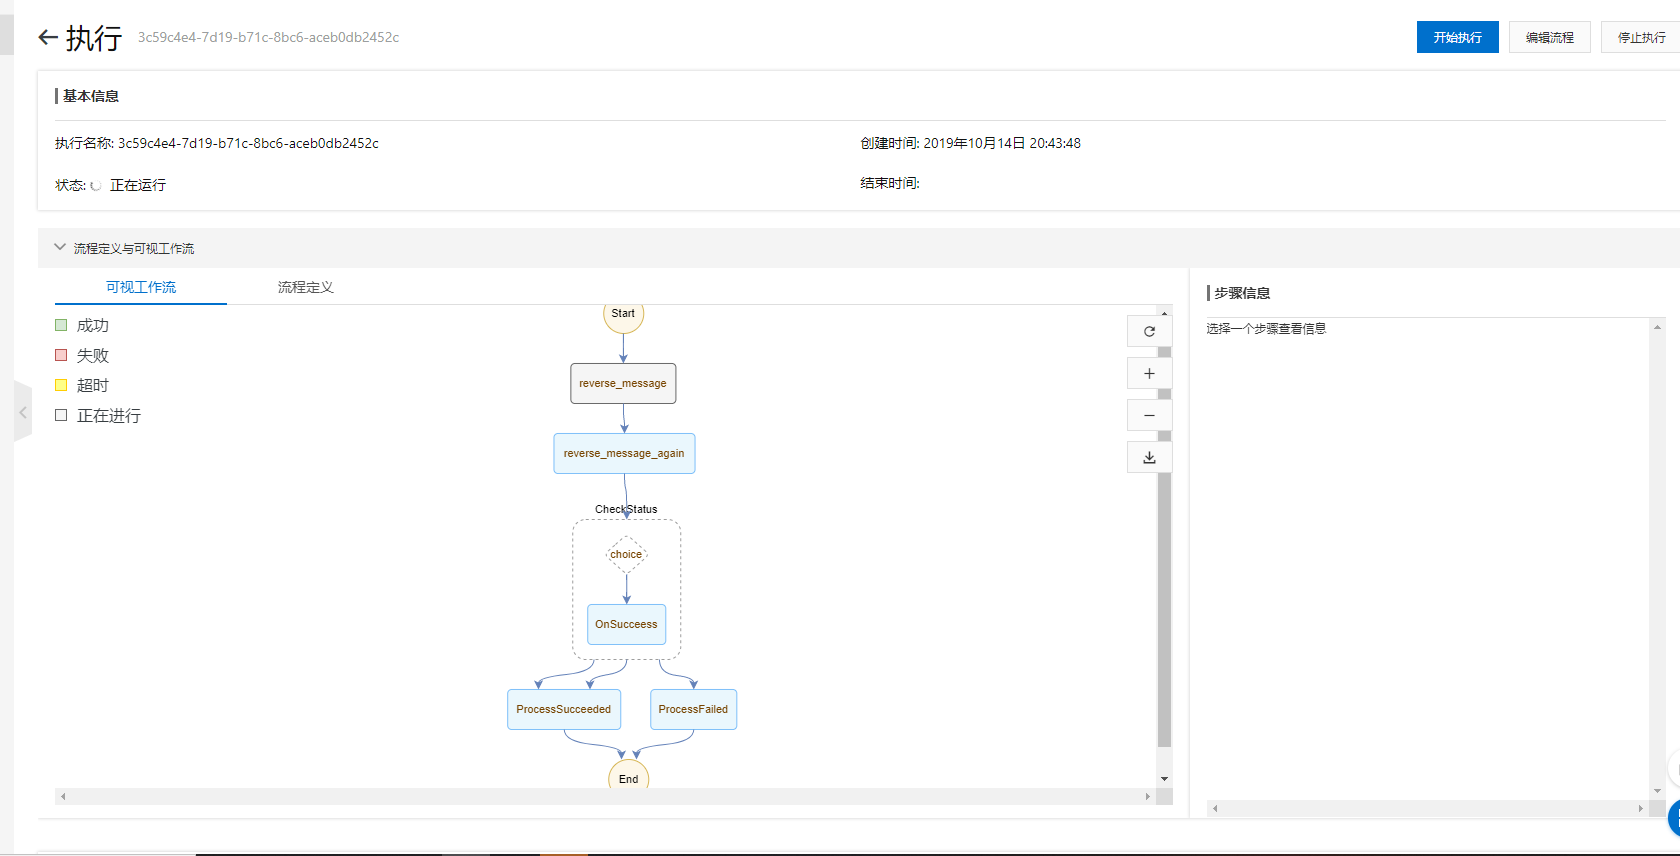 执行 3c59c4e4-7d19-b71c-8bc6-aceb0db2452c
开始执行 编辑流程 停止执行
基本信息
执行名称: 3c59c4e4-7d19-b71c-8bc6-aceb0db2452c
创建时间: 2019年10月14日 20:43:48
状态: 正在运行
结束时间:
流程定义与可视工作流
可视工作流 流程定义
成功
失败
超时
正在进行
Start
reverse_message
reverse_message_again
CheckStatus
choice
OnSucceess
ProcessSucceeded ProcessFailed
End
步骤信息
选择一个步骤查看信息